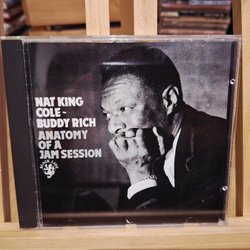 NAT KING
COLE~
BUDDY RICH
ANATOMY
OF A
JAM SESSION